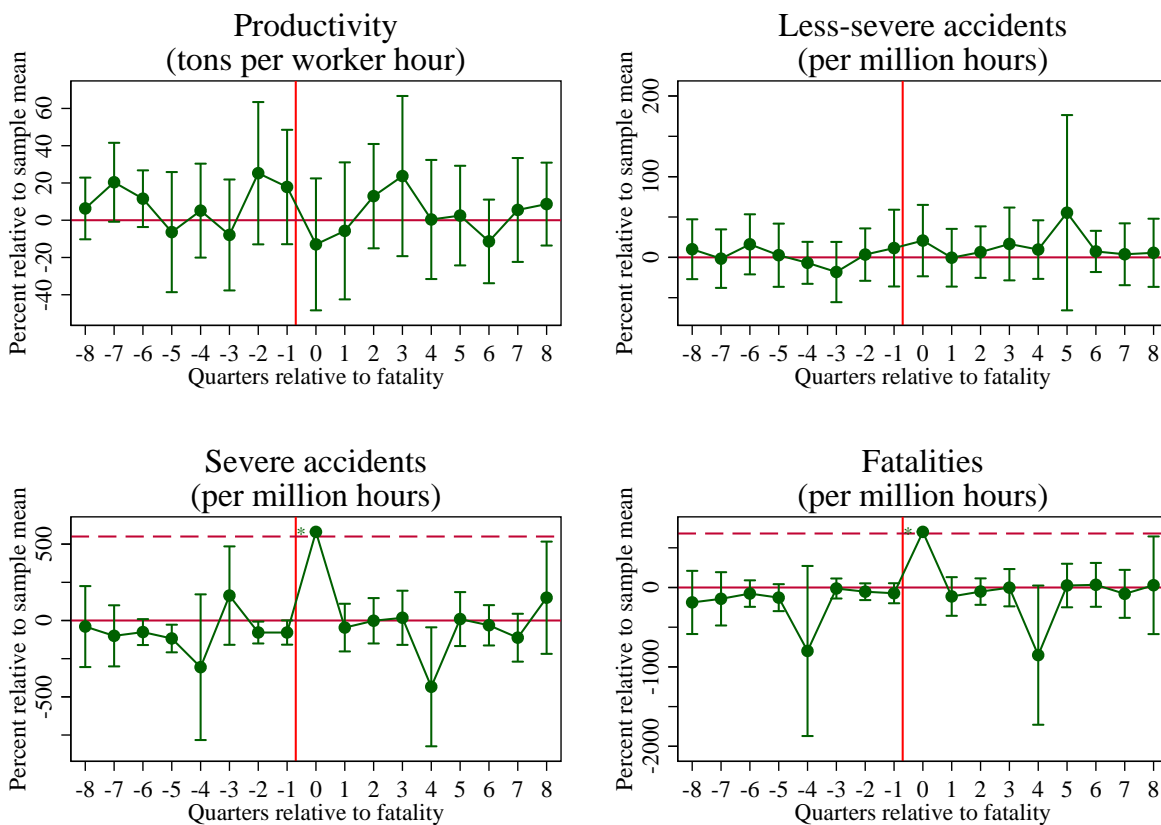 Productivity
(tons per worker hour)
Percent relative to sample mean
60
40
20
0
-20
-40
-8 -7 -6 -5 -4 -3 -2 -1 0 1 2 3 4 5 6 7 8
Quarters relative to fatality
Less-severe accidents
(per million hours)
Percent relative to sample mean
200
100
0
-8 -7 -6 -5 -4 -3 -2 -1 0 1 2 3 4 5 6 7 8
Quarters relative to fatality
Severe accidents
(per million hours)
Percent relative to sample mean
500
0
-500
*
-8 -7 -6 -5 -4 -3 -2 -1 0 1 2 3 4 5 6 7 8
Quarters relative to fatality
Fatalities
(per million hours)
Percent relative to sample mean
0
-1000
-2000
*
-8 -7 -6 -5 -4 -3 -2 -1 0 1 2 3 4 5 6 7 8
Quarters relative to fatality